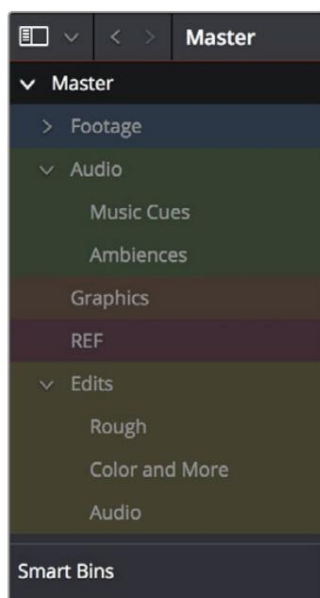 Master
Master
Footage
Audio
Music Cues
Ambiences
Graphics
REF
Edits
Rough
Color and More
Audio
Smart Bins